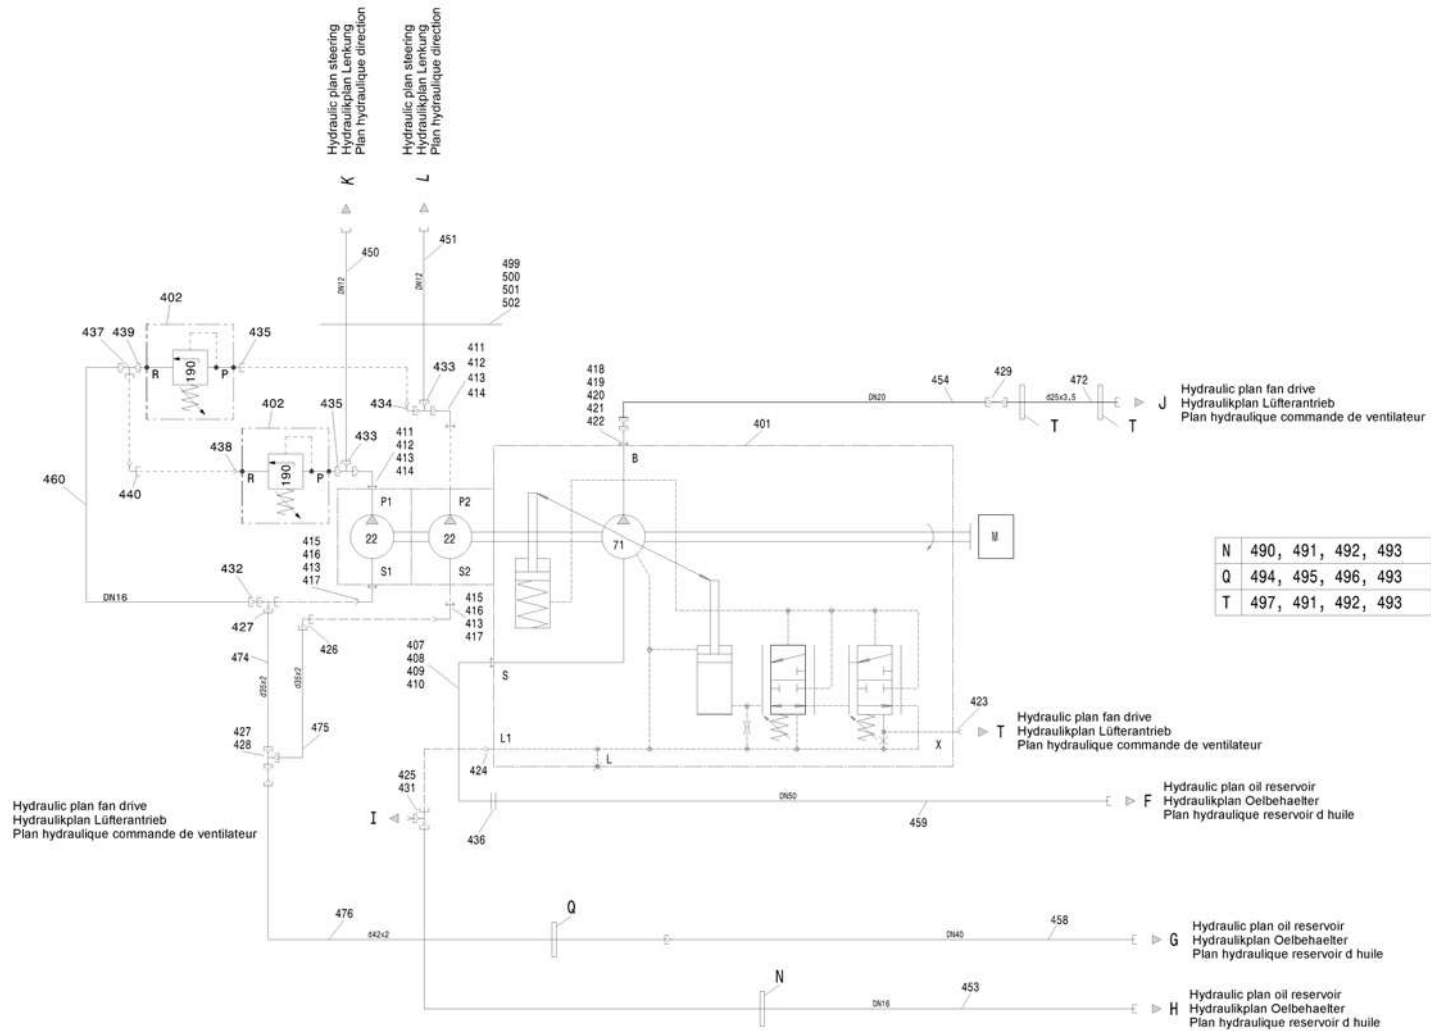 Hydraulic plan steering
Hydraulikplan Lenkung
Plan hydraulique direction
Hydraulic plan steering
Hydraulikplan Lenkung
Plan hydraulique direction
K
L
450
451
DN12
DN12
499
500
501
502
402
437
439
435
190
R
P
411
412
413
414
433
434
402
435
433
411
412
413
414
438
190
R
P
440
460
418
419
420
421
422
B
401
454
429
472
DN20
d25x3.5
T
T
J
Hydraulic plan fan drive
Hydraulikplan Lüfterantrieb
Plan hydraulique commande de ventilateur
P1
P2
22
22
71
M
S1
S2
415
416
413
417
432
DN16
427
426
474
d35x2
d35x2
475
415
416
413
417
407
408
409
410
S
N 490, 491, 492, 493
Q 494, 495, 496, 493
T 497, 491, 492, 493
423
T
Hydraulic plan fan drive
Hydraulikplan Lüfterantrieb
Plan hydraulique commande de ventilateur
X
L1
L
424
427
428
425
431
I
Hydraulic plan fan drive
Hydraulikplan Lüfterantrieb
Plan hydraulique commande de ventilateur
436
DN50
459
F
Hydraulic plan oil reservoir
Hydraulikplan Oelbehaelter
Plan hydraulique reservoir d huile
476
d42x2
Q
DN40
458
G
Hydraulic plan oil reservoir
Hydraulikplan Oelbehaelter
Plan hydraulique reservoir d huile
N
DN16
453
H
Hydraulic plan oil reservoir
Hydraulikplan Oelbehaelter
Plan hydraulique reservoir d huile